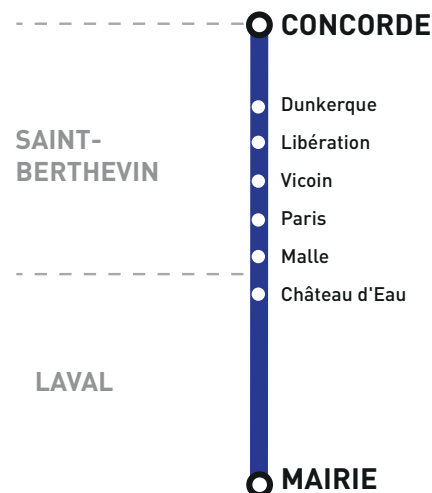 CONCORDE
Dunkerque
SAINT-
BERTHEVIN
Libération
Vicoin
Paris
Malle
Château d'Eau
LAVAL
MAIRIE